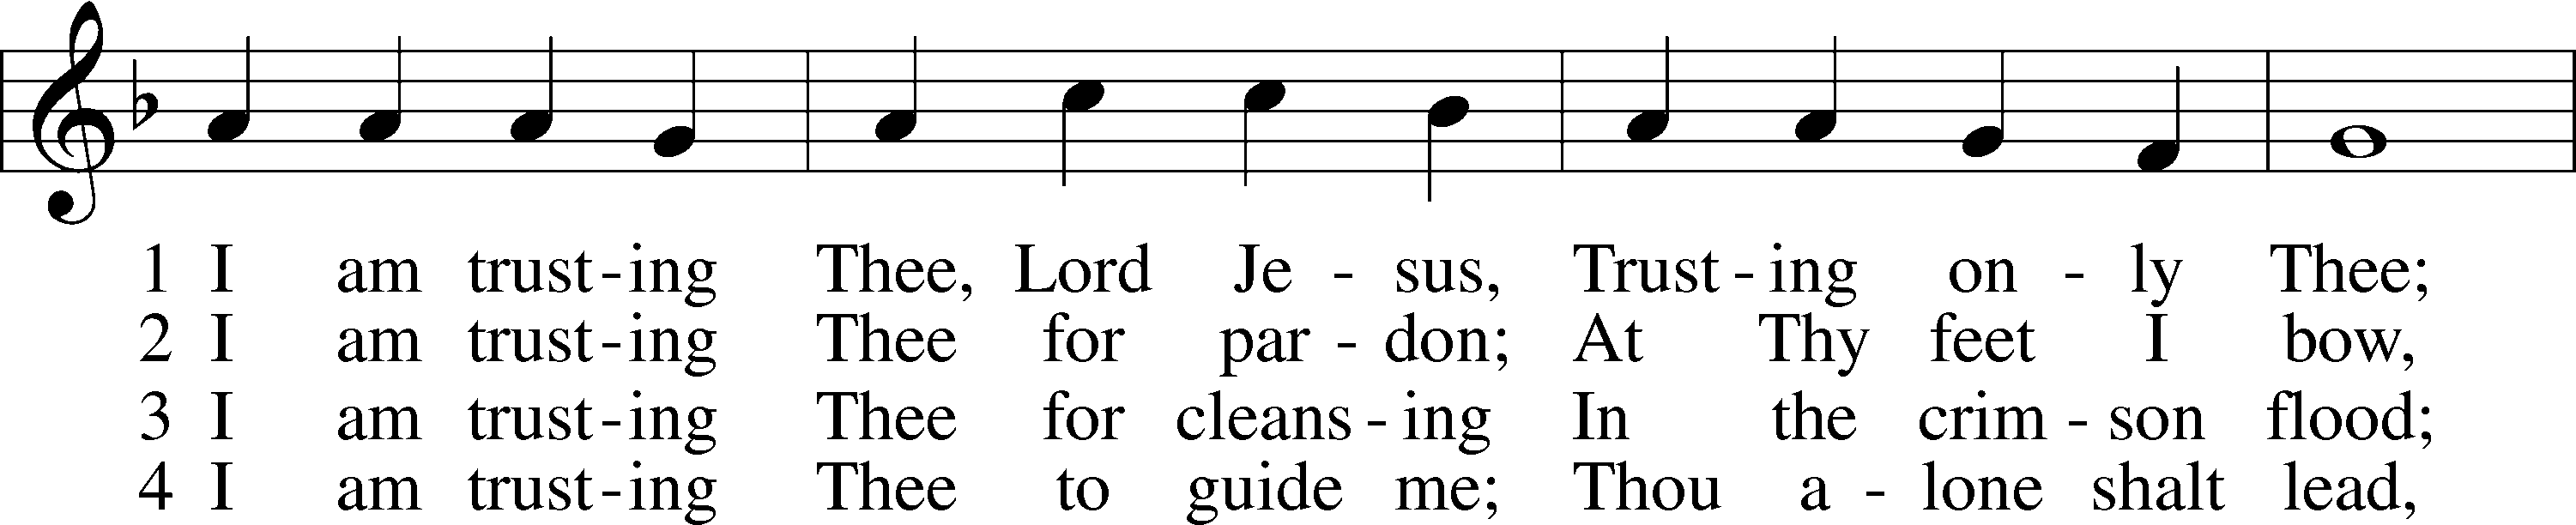 1 I am trust-ing Thee, Lord Je - sus, Trust-ing on - ly Thee;
2 I am trust-ing Thee for par - don; At Thy feet I bow,
3 I am trust-ing Thee for cleans-ing In the crim-son flood;
4 I am trust-ing Thee to guide me; Thou a - lone shalt lead,